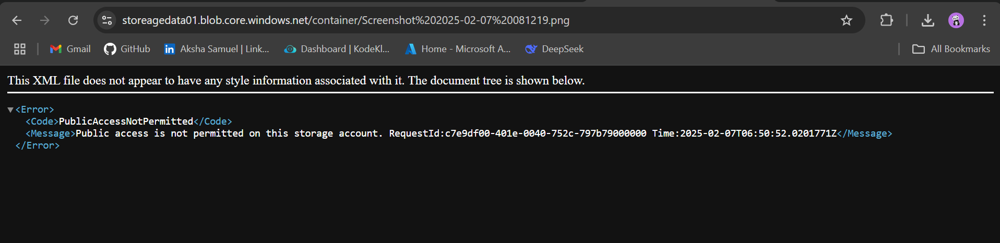 storeagedata01.blob.core.windows.net/container/Screenshot%202025-02-07%20081219.png
Gmail GitHub Aksha Samuel | Link... Dashboard | KodeKl... Home - Microsoft A... DeepSeek All Bookmarks
This XML file does not appear to have any style information associated with it. The document tree is shown below.
<Error>
<Code>PublicAccessNotPermitted</Code>
<Message>Public access is not permitted on this storage account. RequestId:c7e9df00-401e-0040-752c-797b79000000 Time:2025-02-07T06:50:52.0201771Z</Message>
</Error>